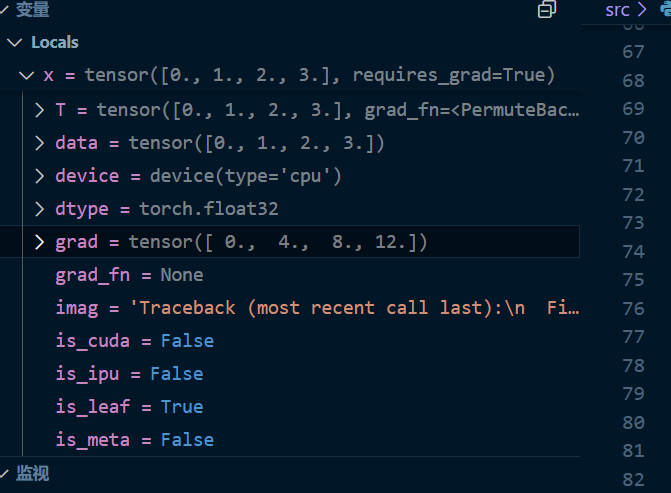 变量
Locals
x = tensor([0., 1., 2., 3.], requires_grad=True)
T = tensor([0., 1., 2., 3.], grad_fn=<PermuteBac…
data = tensor([0., 1., 2., 3.])
device = device(type='cpu')
dtype = torch.float32
grad = tensor([ 0.,  4.,  8., 12.])
grad_fn = None
imag = 'Traceback (most recent call last):\n  Fi…
is_cuda = False
is_ipu = False
is_leaf = True
is_meta = False
监视
src >
67
68
69
70
71
72
73
74
75
76
77
78
79
80
81
82